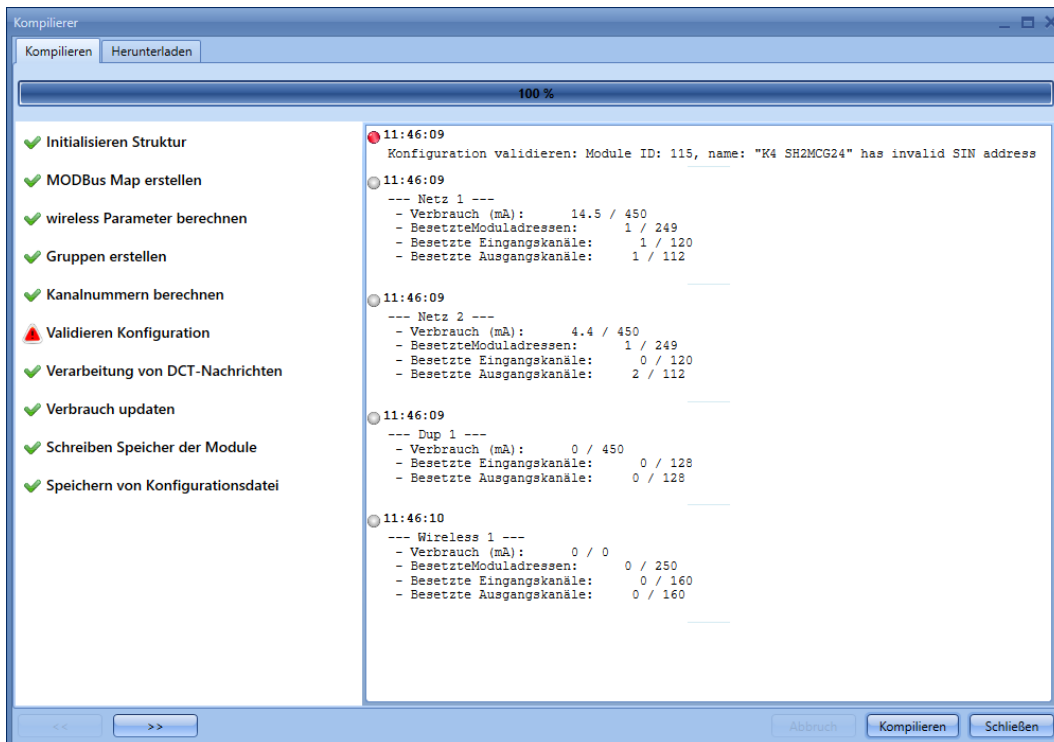 Kompilierer
Kompilieren Herunterladen
100 %
Initialisieren Struktur
MODBus Map erstellen
wireless Parameter berechnen
Gruppen erstellen
Kanalnummern berechnen
Validieren Konfiguration
Verarbeitung von DCT-Nachrichten
Verbrauch updaten
Schreiben Speicher der Module
Speichern von Konfigurationsdatei
11:46:09
Konfiguration validieren: Module ID: 115, name: "K4 SH2MCG24" has invalid SIN address
11:46:09
--- Netz 1 ---
- Verbrauch (mA): 14.5 / 450
- BesetzteModuladressen: 1 / 249
- Besetzte Eingangskanäle: 1 / 120
- Besetzte Ausgangskanäle: 1 / 112
11:46:09
--- Netz 2 ---
- Verbrauch (mA): 4.4 / 450
- BesetzteModuladressen: 1 / 249
- Besetzte Eingangskanäle: 0 / 120
- Besetzte Ausgangskanäle: 2 / 112
11:46:09
--- Dup 1 ---
- Verbrauch (mA): 0 / 450
- Besetzte Eingangskanäle: 0 / 128
- Besetzte Ausgangskanäle: 0 / 128
11:46:10
--- Wireless 1 ---
- Verbrauch (mA): 0 / 0
- BesetzteModuladressen: 0 / 250
- Besetzte Eingangskanäle: 0 / 160
- Besetzte Ausgangskanäle: 0 / 160
<< >> Abbruch Kompilieren Schließen